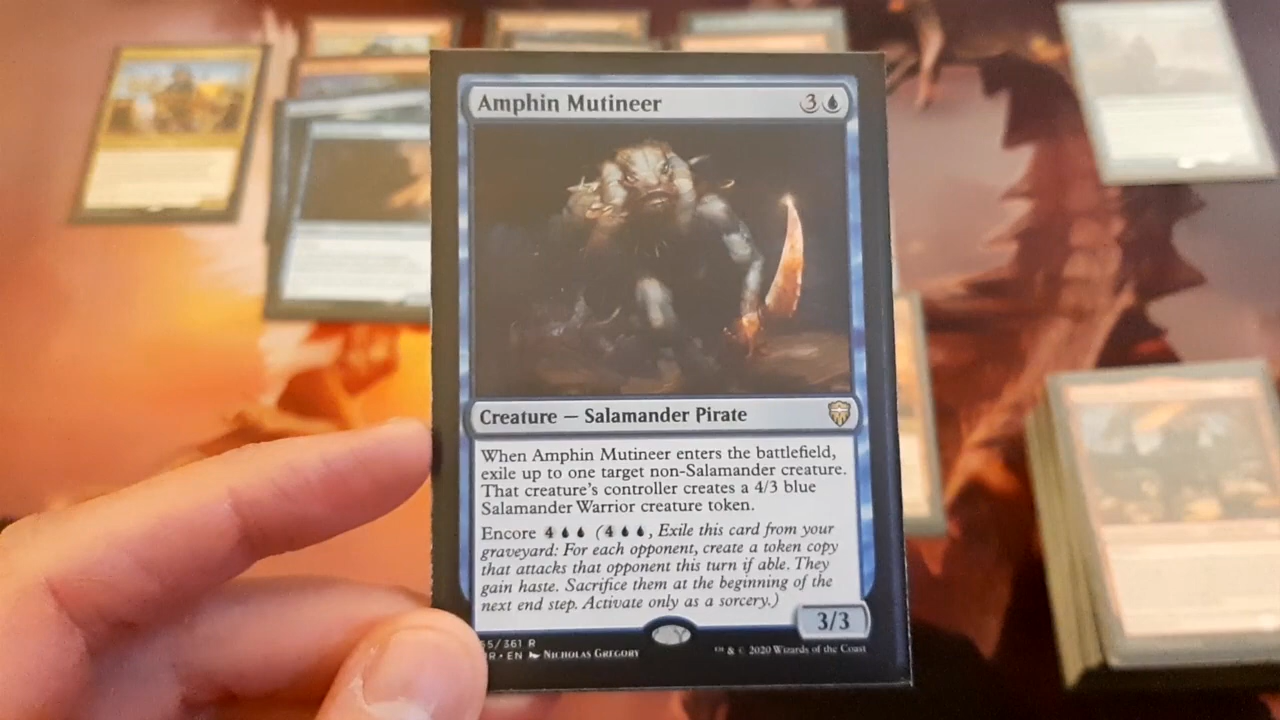 Amphin Mutineer 3
Creature — Salamander Pirate
When Amphin Mutineer enters the battlefield,
exile up to one target non-Salamander creature.
That creature's controller creates a 4/3 blue
Salamander Warrior creature token.
Encore 4 (4, Exile this card from your
graveyard: For each opponent, create a token copy
that attacks that opponent this turn if able. They
gain haste. Sacrifice them at the beginning of the
next end step. Activate only as a sorcery.)
3/3
/361 R
EN NICHOLAS GREGORY
™ & © 2020 Wizards of the Coast